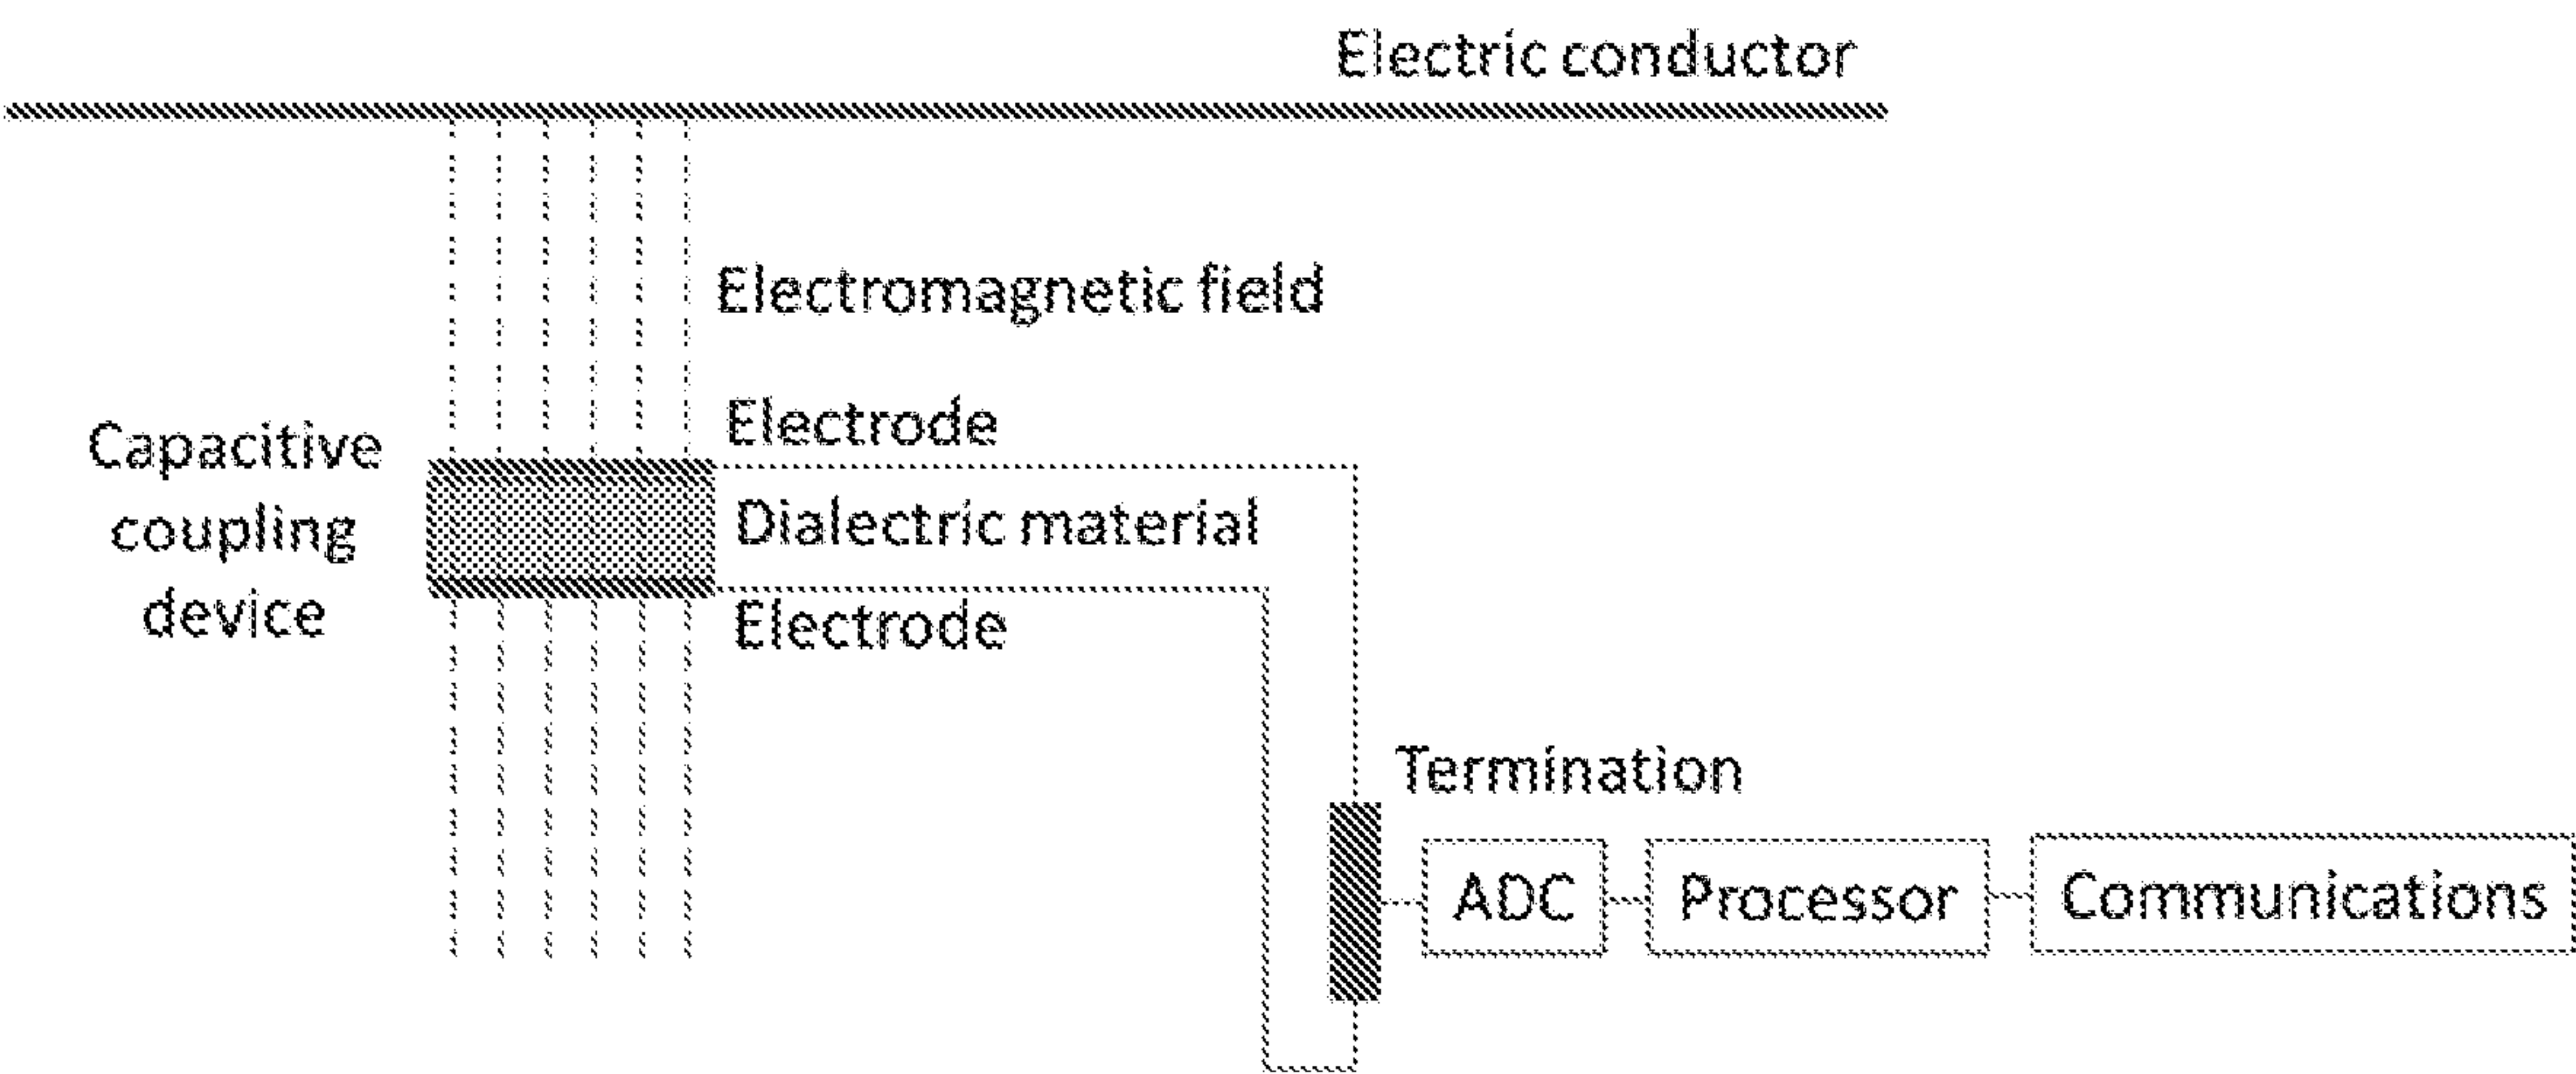 Electric conductor
Electromagnetic field
Electrode
Capacitive
coupling
device
Dialectric material
Electrode
Termination
ADC
Processor
Communications